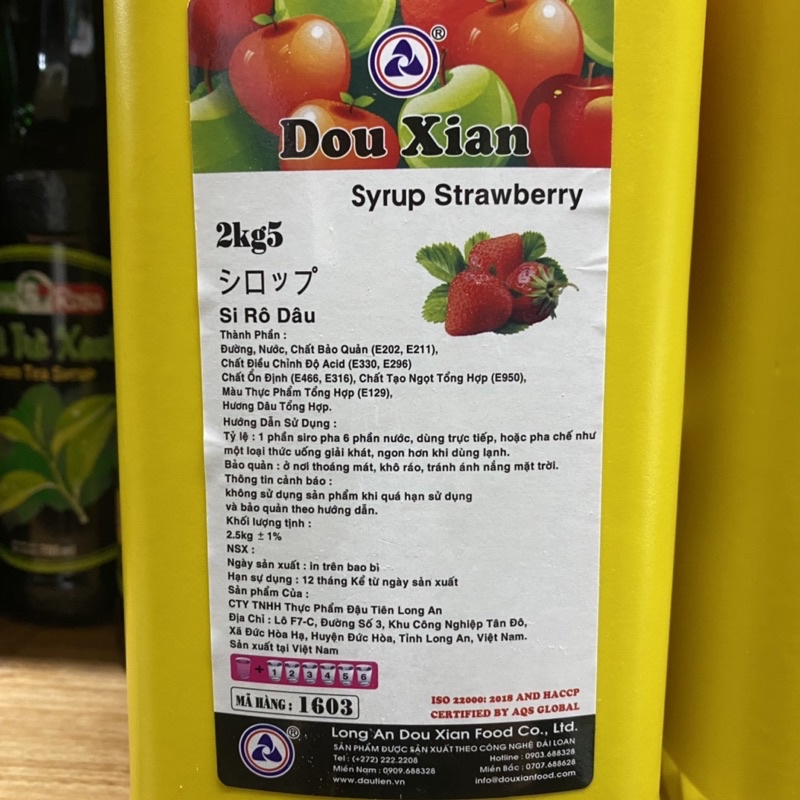 ®
Dou Xian
Syrup Strawberry
2kg5
シロップ
Si Rô Dâu
Thành Phần :
Đường, Nước, Chất Bảo Quản (E202, E211),
Chất Điều Chỉnh Độ Acid (E330, E296)
Chất Ổn Định (E466, E316), Chất Tạo Ngọt Tổng Hợp (E950),
Màu Thực Phẩm Tổng Hợp (E129),
Hương Dâu Tổng Hợp.
Hướng Dẫn Sử Dụng :
Tỷ lệ : 1 phần siro pha 6 phần nước, dùng trực tiếp, hoặc pha chế như
một loại thức uống giải khát, ngon hơn khi dùng lạnh.
Bảo quản : ở nơi thoáng mát, khô ráo, tránh ánh nắng mặt trời.
Thông tin cảnh báo :
không sử dụng sản phẩm khi quá hạn sử dụng
và bảo quản theo hướng dẫn.
Khối lượng tịnh :
2.5kg ± 1%
NSX :
Ngày sản xuất : in trên bao bì
Hạn sự dụng : 12 tháng Kể từ ngày sản xuất
Sản phẩm Của :
CTY TNHH Thực Phẩm Đậu Tiên Long An
Địa Chỉ : Lô F7-C, Đường Số 3, Khu Công Nghiệp Tân Đô,
Xã Đức Hòa Hạ, Huyện Đức Hòa, Tỉnh Long An, Việt Nam.
Sản xuất tại Việt Nam
+ 1 2 3 4 5 6
MÃ HÀNG : 1603
ISO 22000: 2018 AND HACCP
CERTIFIED BY AQS GLOBAL
®
Long An Dou Xian Food Co., Ltd.
SẢN PHẨM ĐƯỢC SẢN XUẤT THEO CÔNG NGHỆ ĐÀI LOAN
Tel : (+272) 222.2208
Hotline : 0903.688328
Miền Nam : 0909.688328
Miền Bắc : 0707.688628
www.dautien.vn
info@douxianfood.com